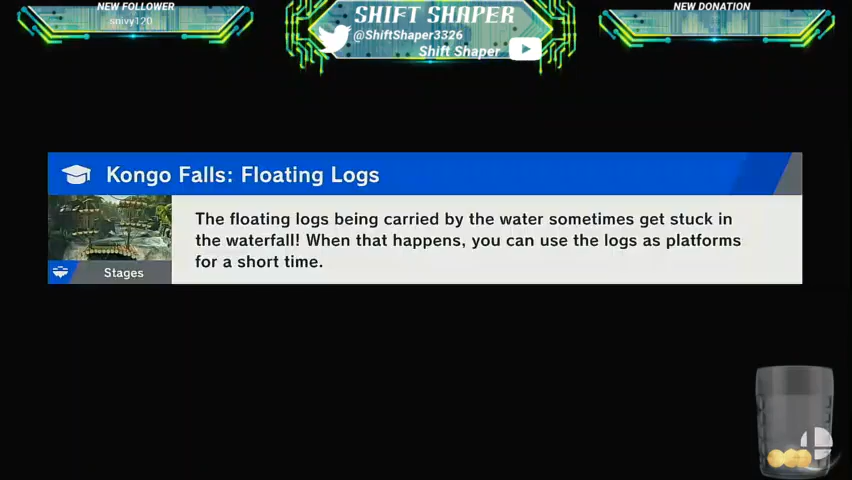 NEW FOLLOWER
snivy120
SHIFT SHAPER
@ShiftShaper3326
Shift Shaper
NEW DONATION
Kongo Falls: Floating Logs
The floating logs being carried by the water sometimes get stuck in
the waterfall! When that happens, you can use the logs as platforms
for a short time.
Stages